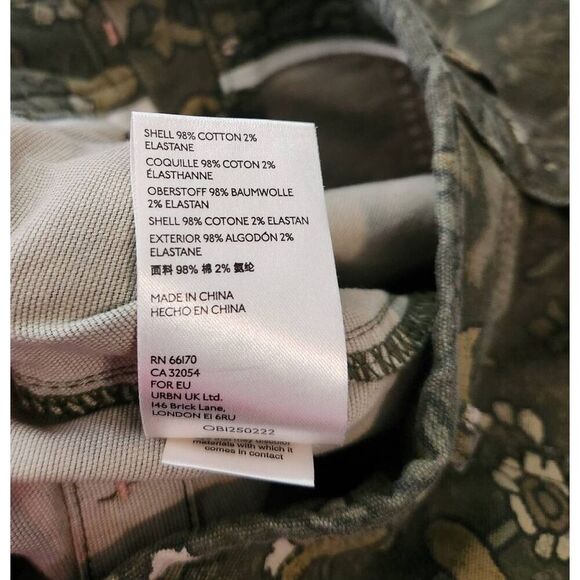 SHELL 98% COTTON 2%
ELASTANE
COQUILLE 98% COTON 2%
ÉLASTHANNE
OBERSTOFF 98% BAUMWOLLE
2% ELASTAN
SHELL 98% COTONE 2% ELASTAN
EXTERIOR 98% ALGODÓN 2%
ELASTANE
面料 98% 棉 2% 氨纶
MADE IN CHINA
HECHO EN CHINA
RN 66170
CA 32054
FOR EU
URBN UK Ltd.
146 Brick Lane,
LONDON E1 6RU
OB1250222
materials with which it
comes in contact